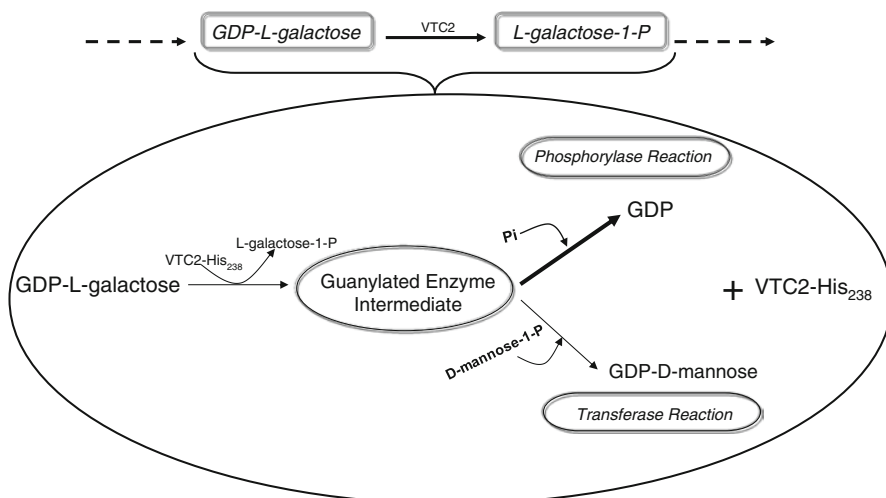 GDP-L-galactose
VTC2
L-galactose-1-P
Phosphorylase Reaction
GDP
Pi
L-galactose-1-P
VTC2-His238
GDP-L-galactose
Guanylated Enzyme
Intermediate
+ VTC2-His238
D-mannose-1-P
GDP-D-mannose
Transferase Reaction